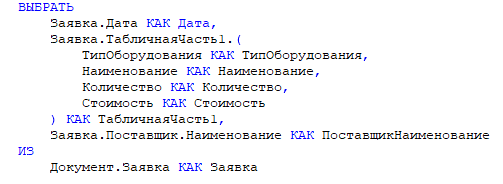 ВЫБРАТЬ
Заявка.Дата КАК Дата,
Заявка.ТабличнаяЧасть1.(
ТипОборудования КАК ТипОборудования,
Наименование КАК Наименование,
Количество КАК Количество,
Стоимость КАК Стоимость
) КАК ТабличнаяЧасть1,
Заявка.Поставщик.Наименование КАК ПоставщикНаименование
ИЗ
Документ.Заявка КАК Заявка